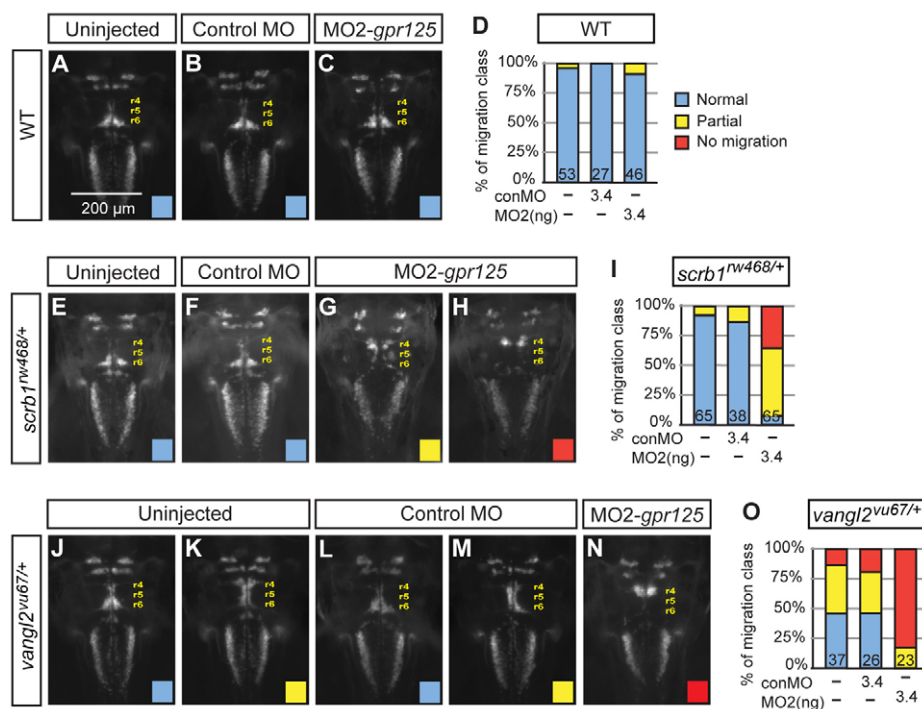 Uninjected
Control MO
MO2-gpr125
D
WT
WT
A
B
C
r4
r5
r6
r4
r5
r6
r4
r5
r6
200 µm
% of migration class
100%
75%
50%
25%
0%
53
27
46
conMO
–
3.4
–
MO2(ng)
–
–
3.4
Normal
Partial
No migration
Uninjected
Control MO
MO2-gpr125
I
scrb1rw468/+
scrb1rw468/+
E
F
G
H
r4
r5
r6
r4
r5
r6
r4
r5
r6
r4
r5
r6
% of migration class
100%
75%
50%
25%
0%
65
38
65
conMO
–
3.4
–
MO2(ng)
–
–
3.4
Uninjected
Control MO
MO2-gpr125
O
vangl2vu67/+
vangl2vu67/+
J
K
L
M
N
r4
r5
r6
r4
r5
r6
r4
r5
r6
r4
r5
r6
r4
r5
r6
% of migration class
100%
75%
50%
25%
0%
37
26
23
conMO
–
3.4
–
MO2(ng)
–
–
3.4